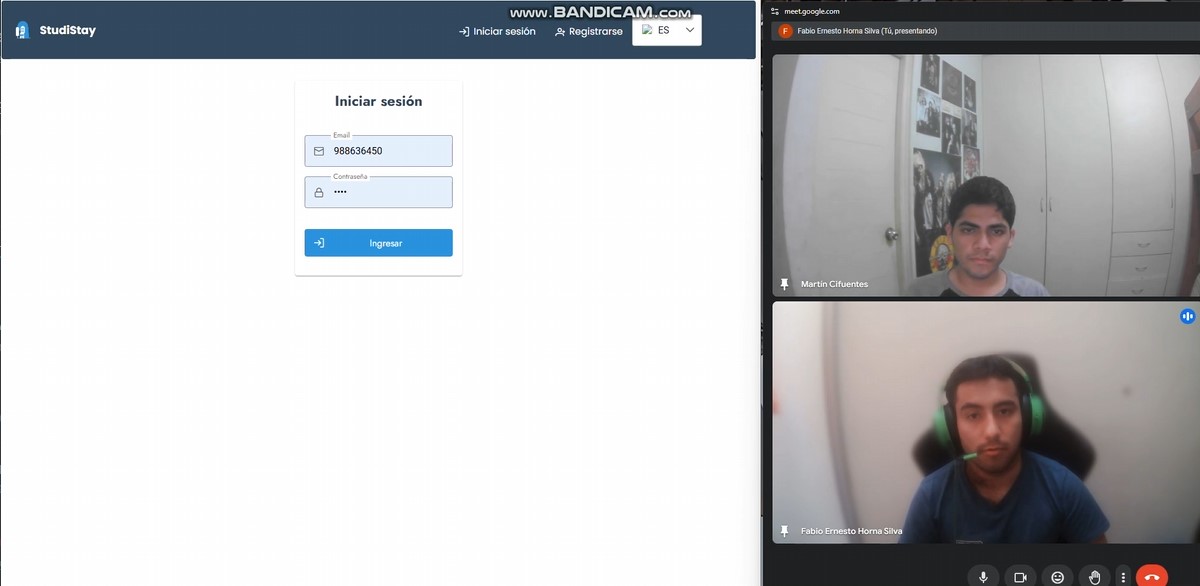 www.BANDICAM.com
StudiStay
Iniciar sesión
Registrarse
ES
Iniciar sesión
Email
988636450
Contraseña
••••
Ingresar
meet.google.com
F
Fabio Ernesto Horna Silva (Tú, presentando)
Martín Cifuentes
Fabio Ernesto Horna Silva